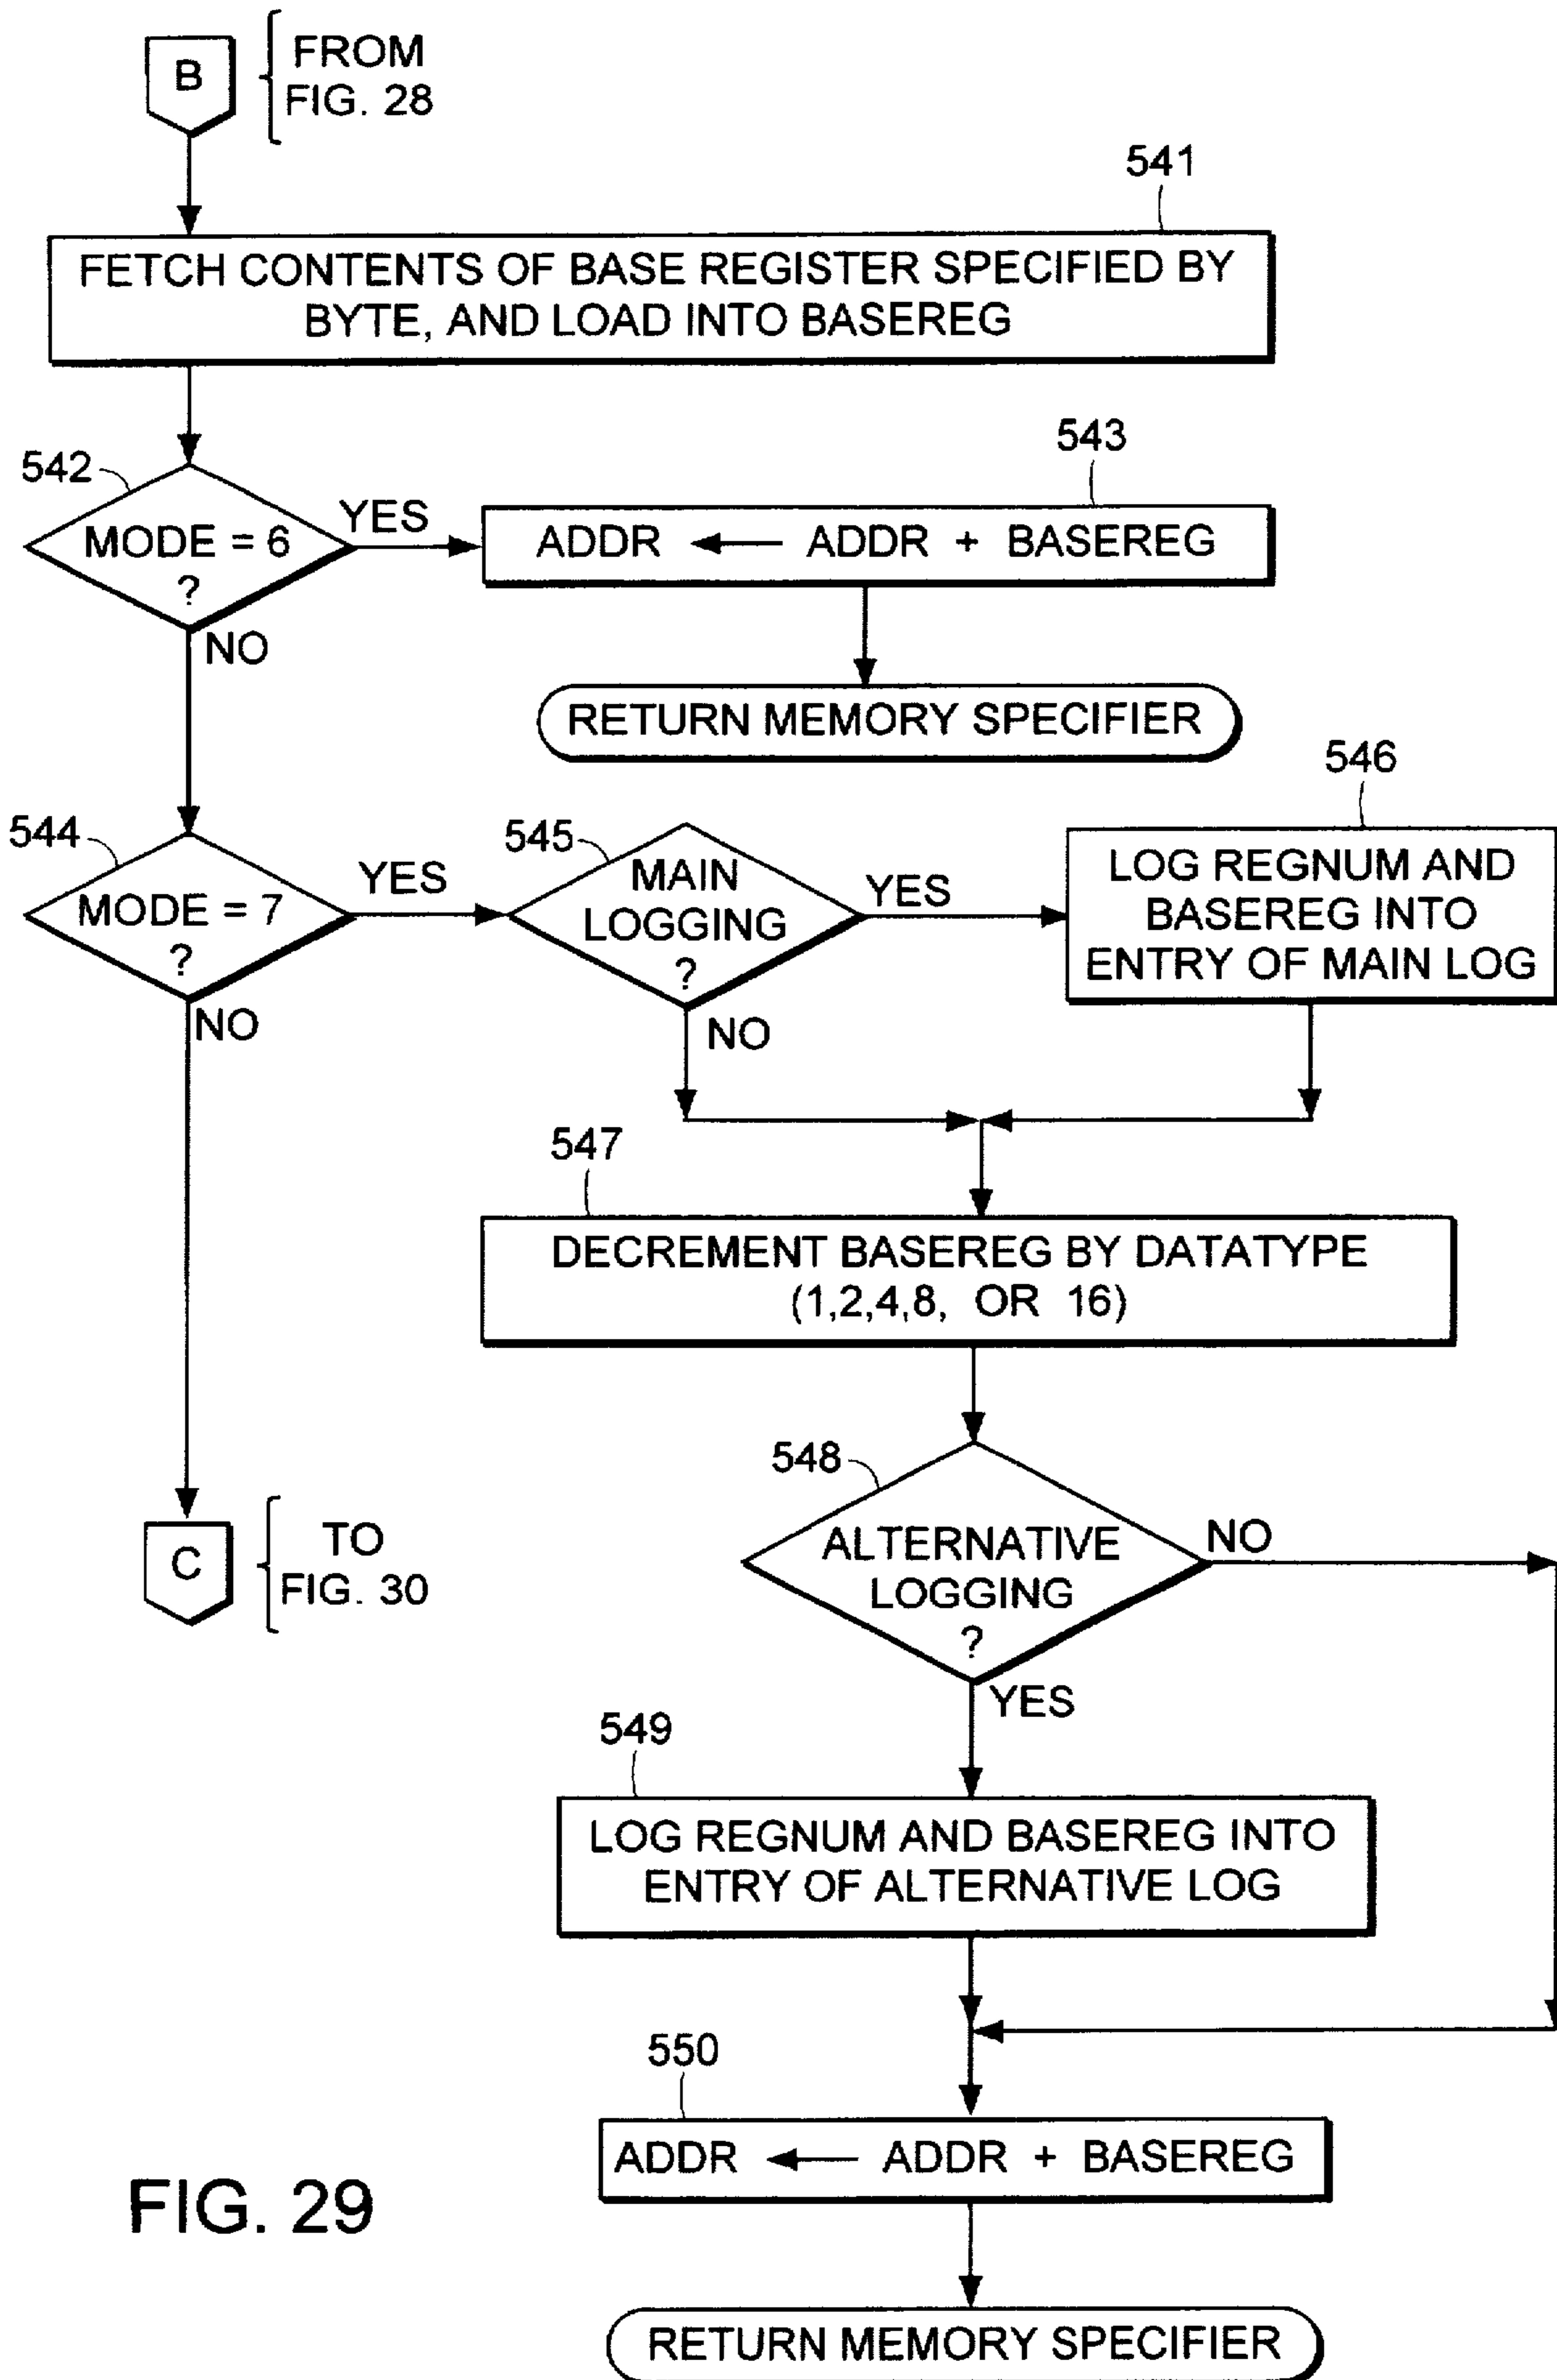 B
FROM
FIG. 28
541
FETCH CONTENTS OF BASE REGISTER SPECIFIED BY
BYTE, AND LOAD INTO BASEREG
542
MODE = 6
?
YES
NO
543
ADDR ← ADDR + BASEREG
RETURN MEMORY SPECIFIER
544
MODE = 7
?
YES
NO
545
MAIN
LOGGING
?
YES
NO
546
LOG REGNUM AND
BASEREG INTO
ENTRY OF MAIN LOG
547
DECREMENT BASEREG BY DATATYPE
(1,2,4,8, OR 16)
C
TO
FIG. 30
548
ALTERNATIVE
LOGGING
?
NO
YES
549
LOG REGNUM AND BASEREG INTO
ENTRY OF ALTERNATIVE LOG
550
ADDR ← ADDR + BASEREG
RETURN MEMORY SPECIFIER
FIG. 29